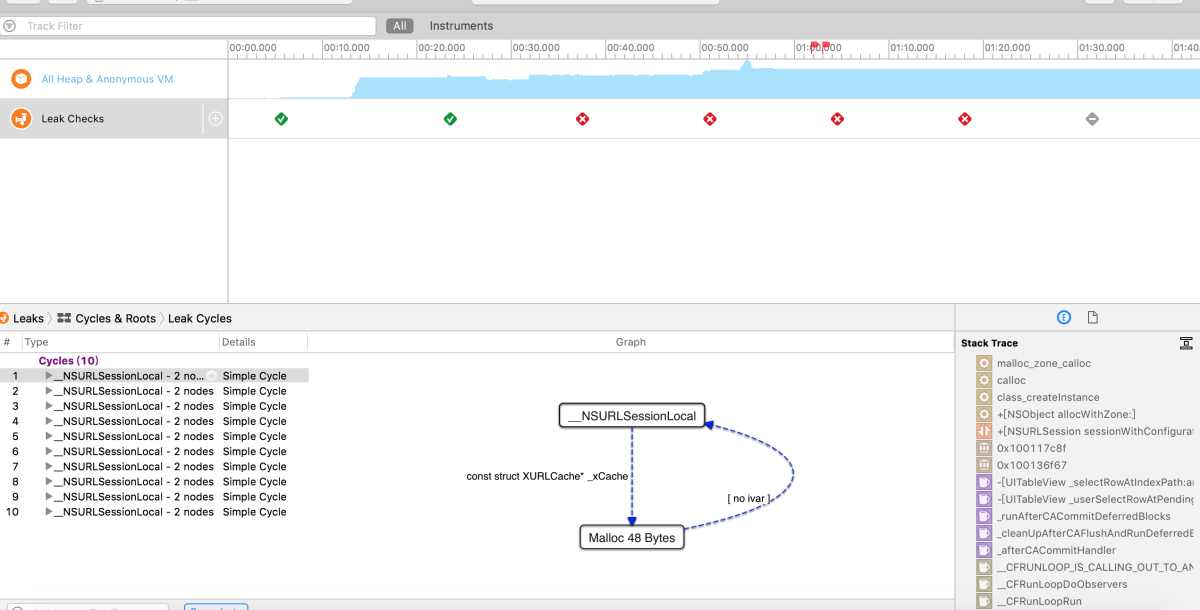 Track Filter
All
Instruments
00:00.000 00:10.000 00:20.000 00:30.000 00:40.000 00:50.000 01:00.000 01:10.000 01:20.000 01:30.000 01:40.
All Heap & Anonymous VM
Leak Checks
Leaks Cycles & Roots Leak Cycles
# Type Details Graph
Cycles (10)
1 __NSURLSessionLocal - 2 no... Simple Cycle
2 __NSURLSessionLocal - 2 nodes Simple Cycle
3 __NSURLSessionLocal - 2 nodes Simple Cycle
4 __NSURLSessionLocal - 2 nodes Simple Cycle
5 __NSURLSessionLocal - 2 nodes Simple Cycle
6 __NSURLSessionLocal - 2 nodes Simple Cycle
7 __NSURLSessionLocal - 2 nodes Simple Cycle
8 __NSURLSessionLocal - 2 nodes Simple Cycle
9 __NSURLSessionLocal - 2 nodes Simple Cycle
10 __NSURLSessionLocal - 2 nodes Simple Cycle
__NSURLSessionLocal
const struct XURLCache* _xCache
[ no ivar ]
Malloc 48 Bytes
E
Stack Trace
malloc_zone_calloc
calloc
class_createInstance
+[NSObject allocWithZone:]
+[NSURLSession sessionWithConfigurat
0x100117c8f
0x100136f67
-[UITableView _selectRowAtIndexPath:an
-[UITableView _userSelectRowAtPending
_runAfterCACommitDeferredBlocks
_cleanUpAfterCAFlushAndRunDeferredB
_afterCACommitHandler
__CFRUNLOOP_IS_CALLING_OUT_TO_AN
__CFRunLoopDoObservers
__CFRunLoopRun